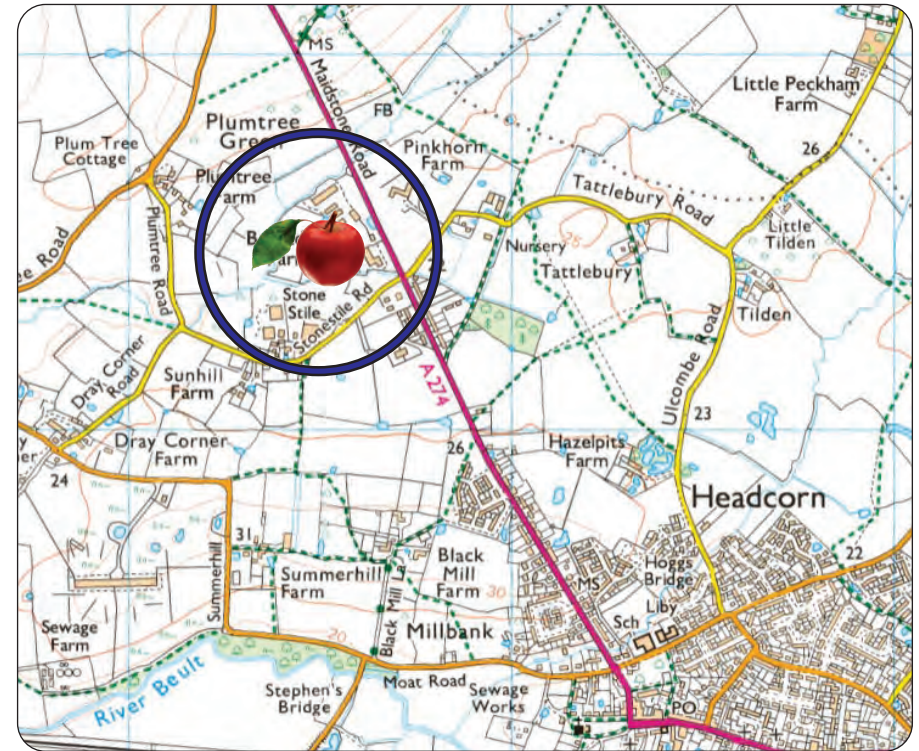 MS
Maidstone Road
Little Peckham
Farm
FB
Plumtree
Green
Plum Tree
Cottage
Pinkhorn
Farm
26
Plumtree
Farm
Tattlebury Road
Plumtree Road
Little
Tilden
25
Nursery
Tattlebury
Stone
Stile
Stonestile Rd
Tilden
Ulcombe Road
Dray Corner
Road
Sunhill
Farm
A 274
23
Dray Corner
Farm
26
Hazelpits
Farm
24
Headcorn
31
Summerhill
Summerhill
Farm
Black Mill La
Black
Mill
Farm
30
MS
Hoggs
Bridge
22
Liby
Sch
Sewage
Farm
20
Millbank
River Beult
Stephen's
Bridge
Moat Road
Sewage
Works
PO